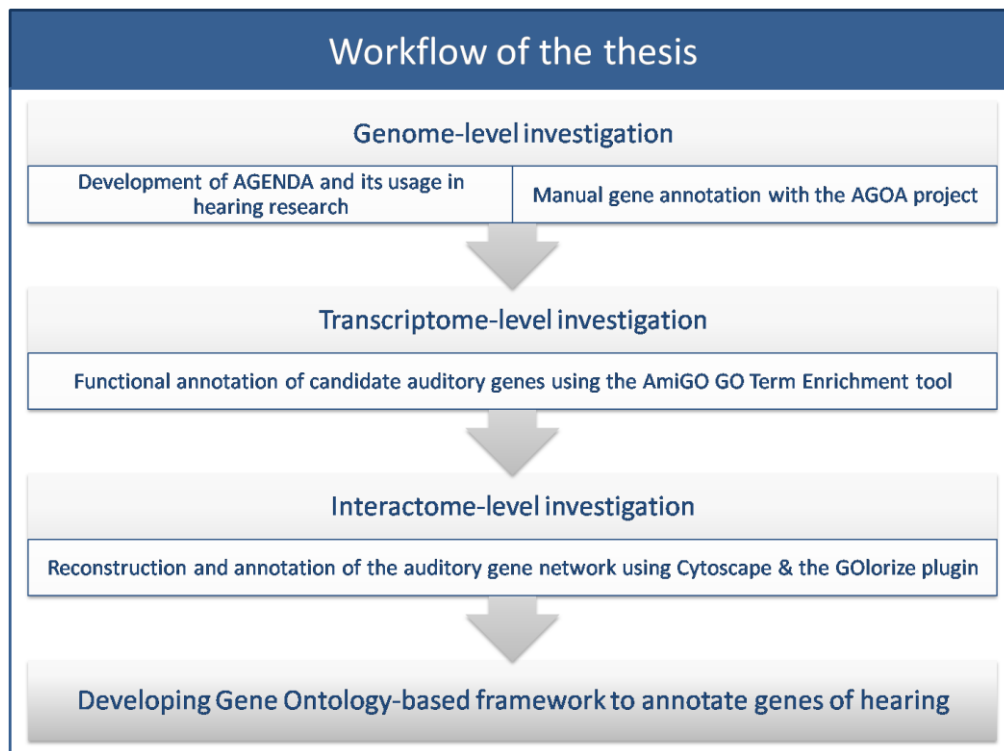 Workflow of the thesis
Genome-level investigation
Development of AGENDA and its usage in
hearing research
Manual gene annotation with the AGOA project
Transcriptome-level investigation
Functional annotation of candidate auditory genes using the AmiGO GO Term Enrichment tool
Interactome-level investigation
Reconstruction and annotation of the auditory gene network using Cytoscape & the GOlorize plugin
Developing Gene Ontology-based framework to annotate genes of hearing